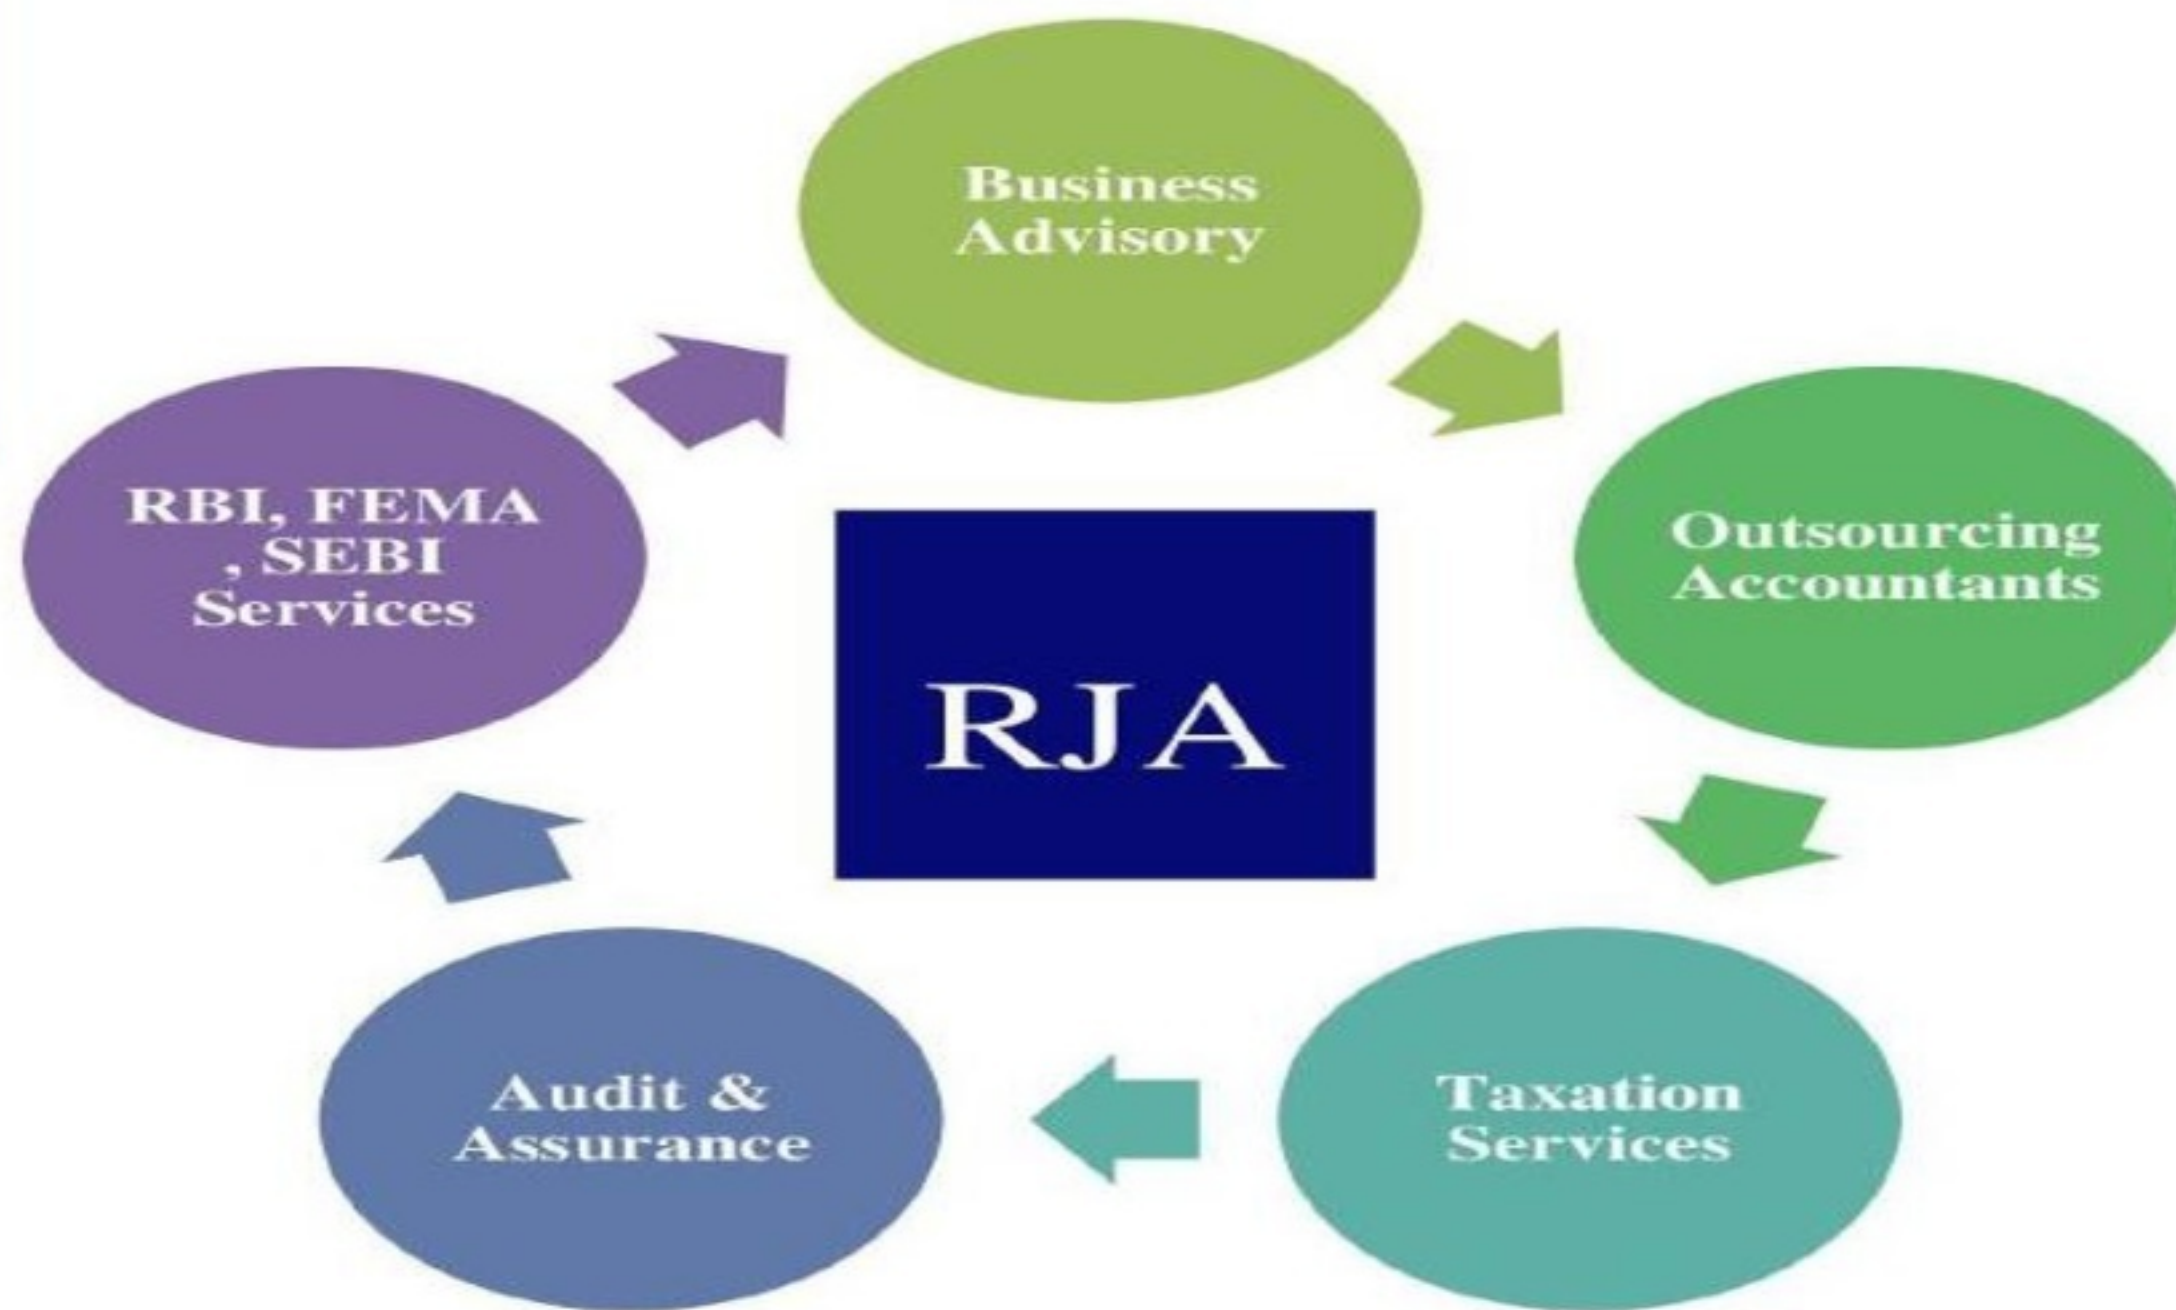 Business
Advisory
Outsourcing
Accountants
Taxation
Services
Audit &
Assurance
RBI, FEMA
, SEBI
Services
RJA